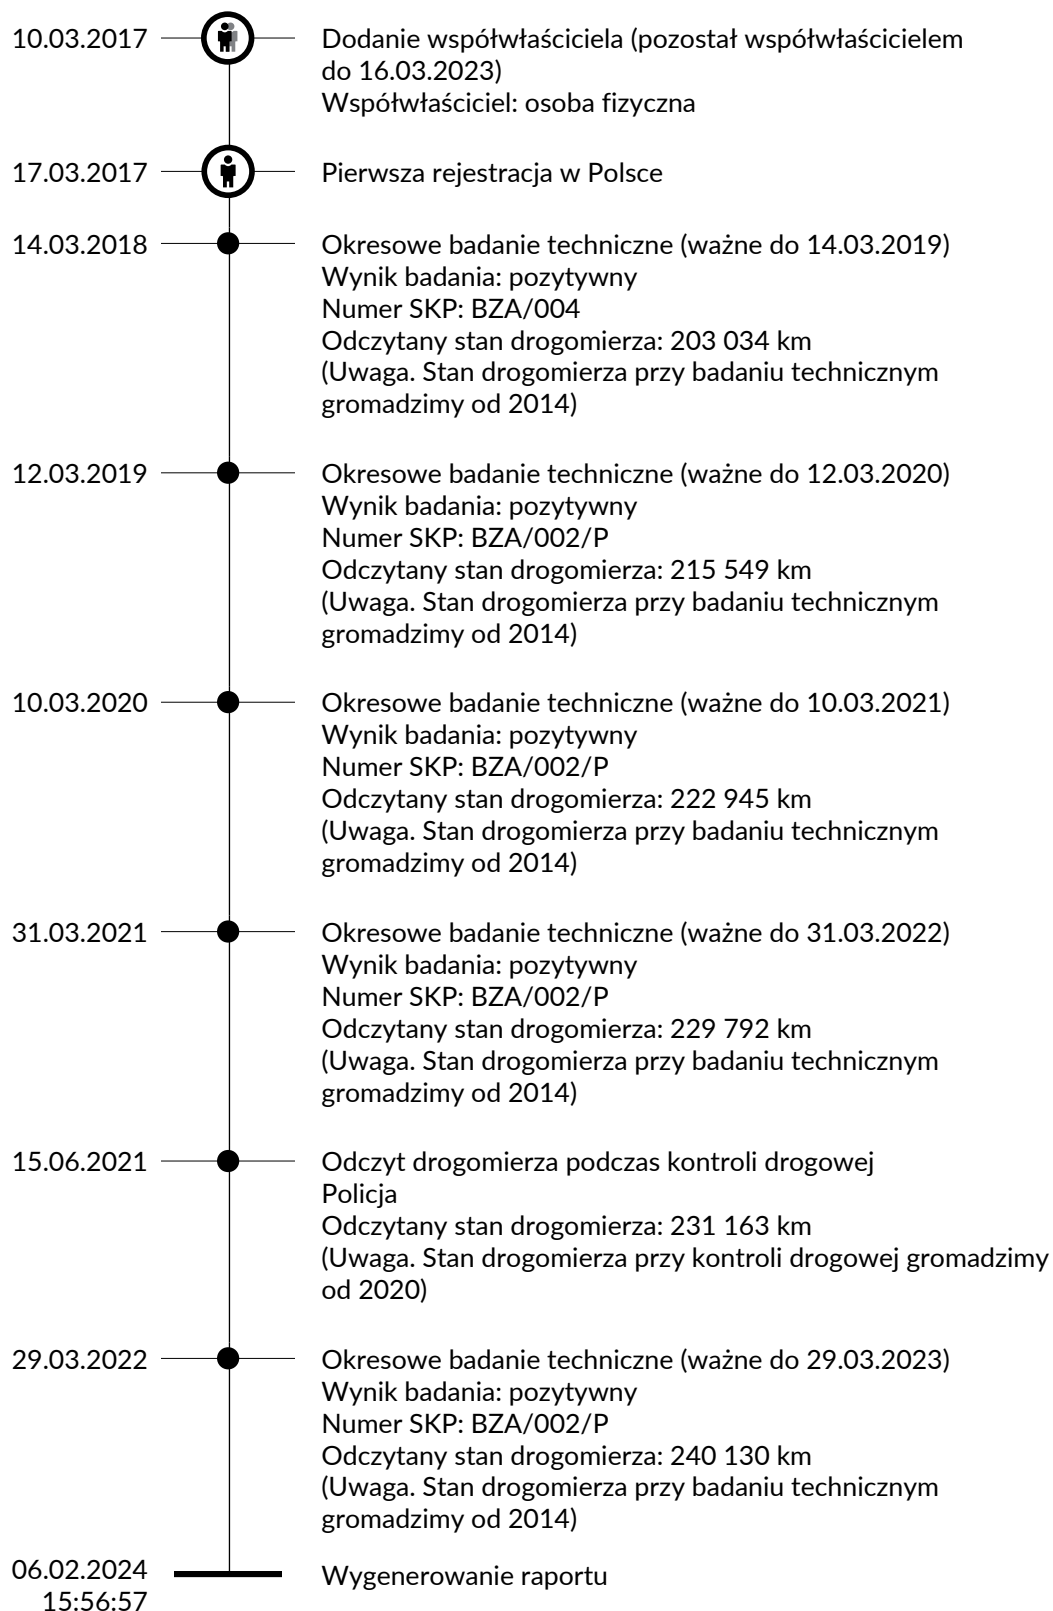 10.03.2017
Dodanie współwłaściciela (pozostał współwłaścicielem
do 16.03.2023)
Współwłaściciel: osoba fizyczna
17.03.2017
Pierwsza rejestracja w Polsce
14.03.2018
Okresowe badanie techniczne (ważne do 14.03.2019)
Wynik badania: pozytywny
Numer SKP: BZA/004
Odczytany stan drogomierza: 203 034 km
(Uwaga. Stan drogomierza przy badaniu technicznym
gromadzimy od 2014)
12.03.2019
Okresowe badanie techniczne (ważne do 12.03.2020)
Wynik badania: pozytywny
Numer SKP: BZA/002/P
Odczytany stan drogomierza: 215 549 km
(Uwaga. Stan drogomierza przy badaniu technicznym
gromadzimy od 2014)
10.03.2020
Okresowe badanie techniczne (ważne do 10.03.2021)
Wynik badania: pozytywny
Numer SKP: BZA/002/P
Odczytany stan drogomierza: 222 945 km
(Uwaga. Stan drogomierza przy badaniu technicznym
gromadzimy od 2014)
31.03.2021
Okresowe badanie techniczne (ważne do 31.03.2022)
Wynik badania: pozytywny
Numer SKP: BZA/002/P
Odczytany stan drogomierza: 229 792 km
(Uwaga. Stan drogomierza przy badaniu technicznym
gromadzimy od 2014)
15.06.2021
Odczyt drogomierza podczas kontroli drogowej
Policja
Odczytany stan drogomierza: 231 163 km
(Uwaga. Stan drogomierza przy kontroli drogowej gromadzimy
od 2020)
29.03.2022
Okresowe badanie techniczne (ważne do 29.03.2023)
Wynik badania: pozytywny
Numer SKP: BZA/002/P
Odczytany stan drogomierza: 240 130 km
(Uwaga. Stan drogomierza przy badaniu technicznym
gromadzimy od 2014)
06.02.2024
15:56:57
Wygenerowanie raportu